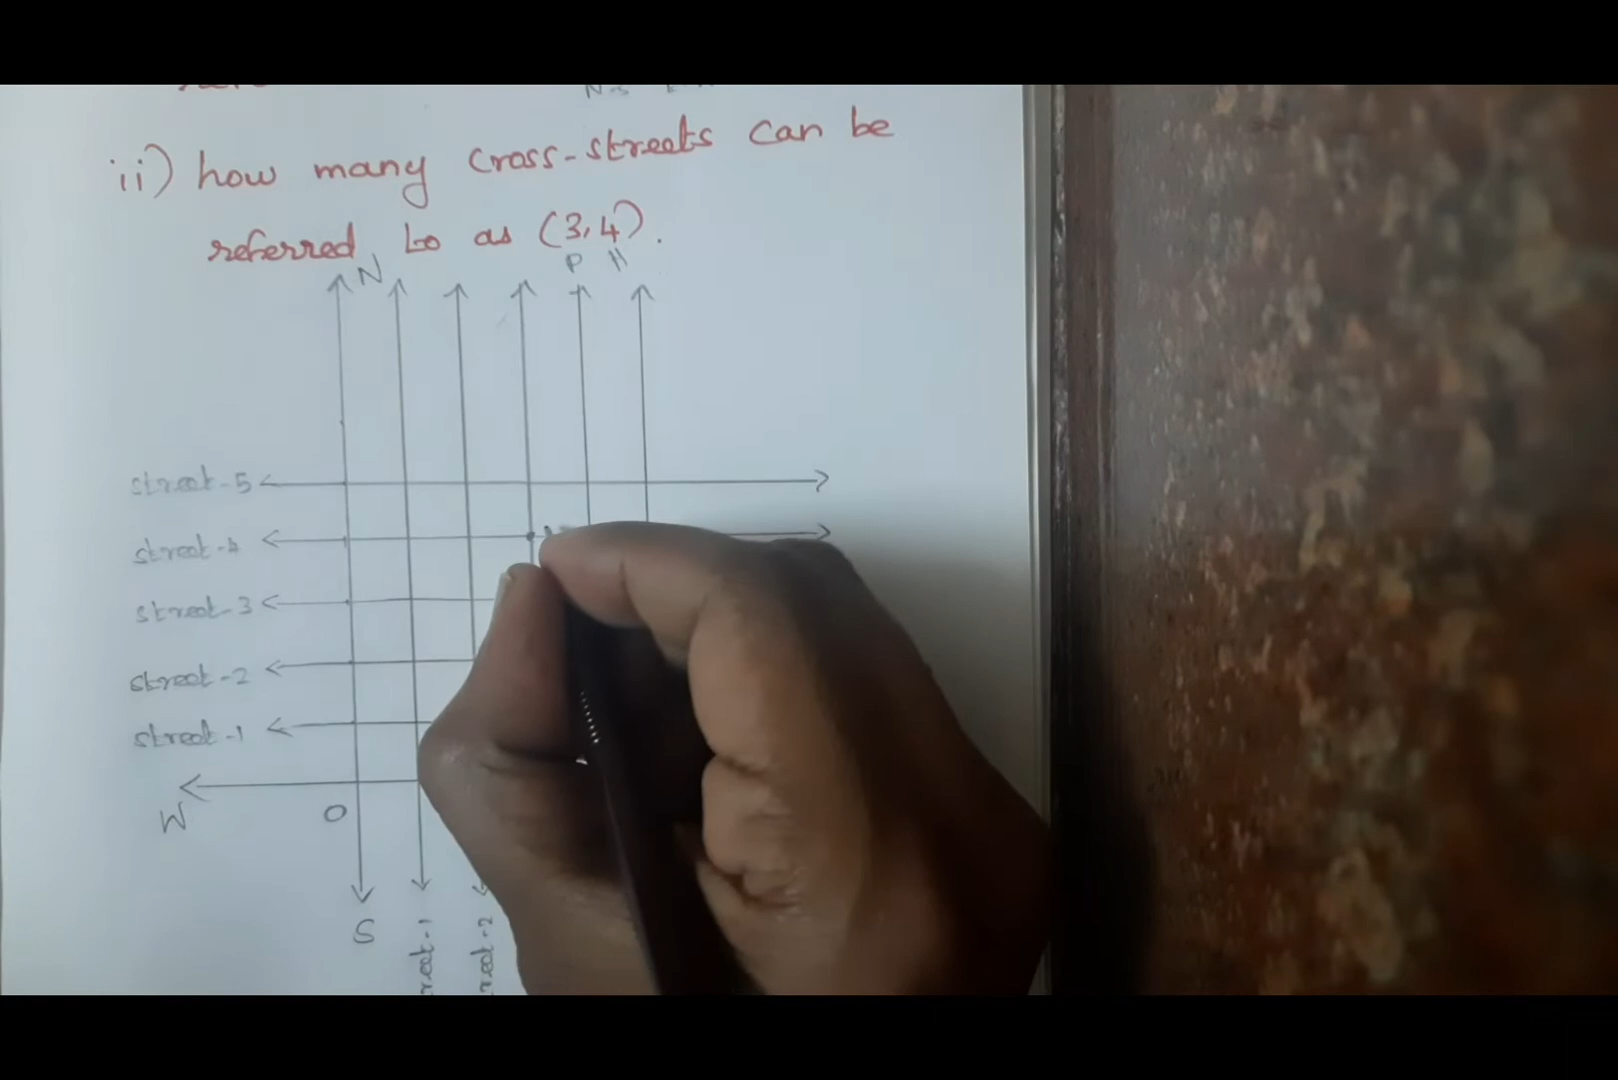 ii) how many cross-streets can be
referred to as (3,4).
N
street-5
street-4
street-3
street-2
street-1
W
O
S